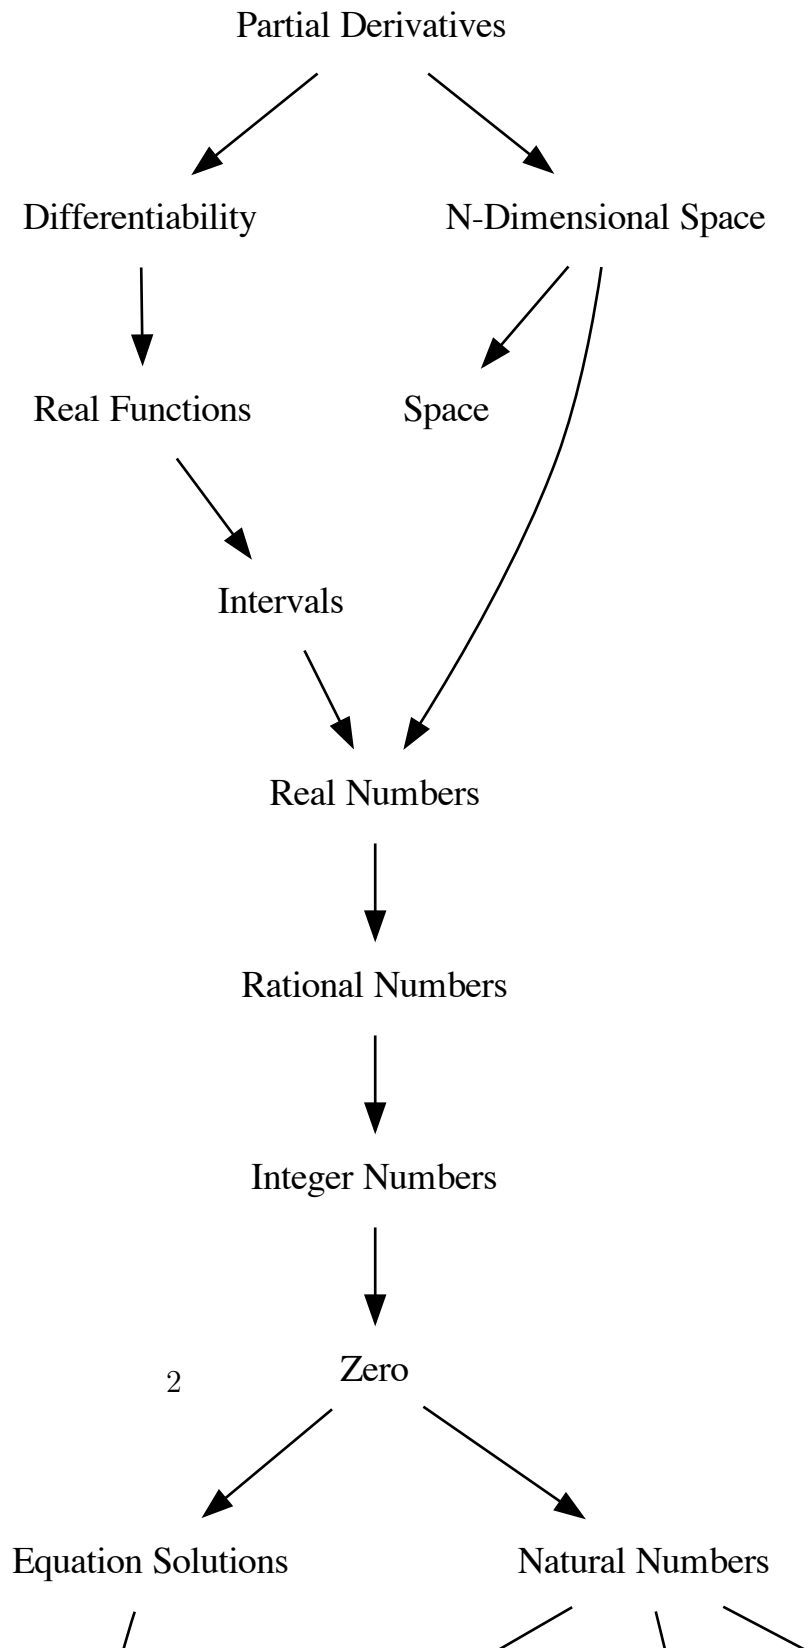 Partial Derivatives
Differentiability
N-Dimensional Space
Real Functions
Space
Intervals
Real Numbers
Rational Numbers
Integer Numbers
Zero
2
Equation Solutions
Natural Numbers